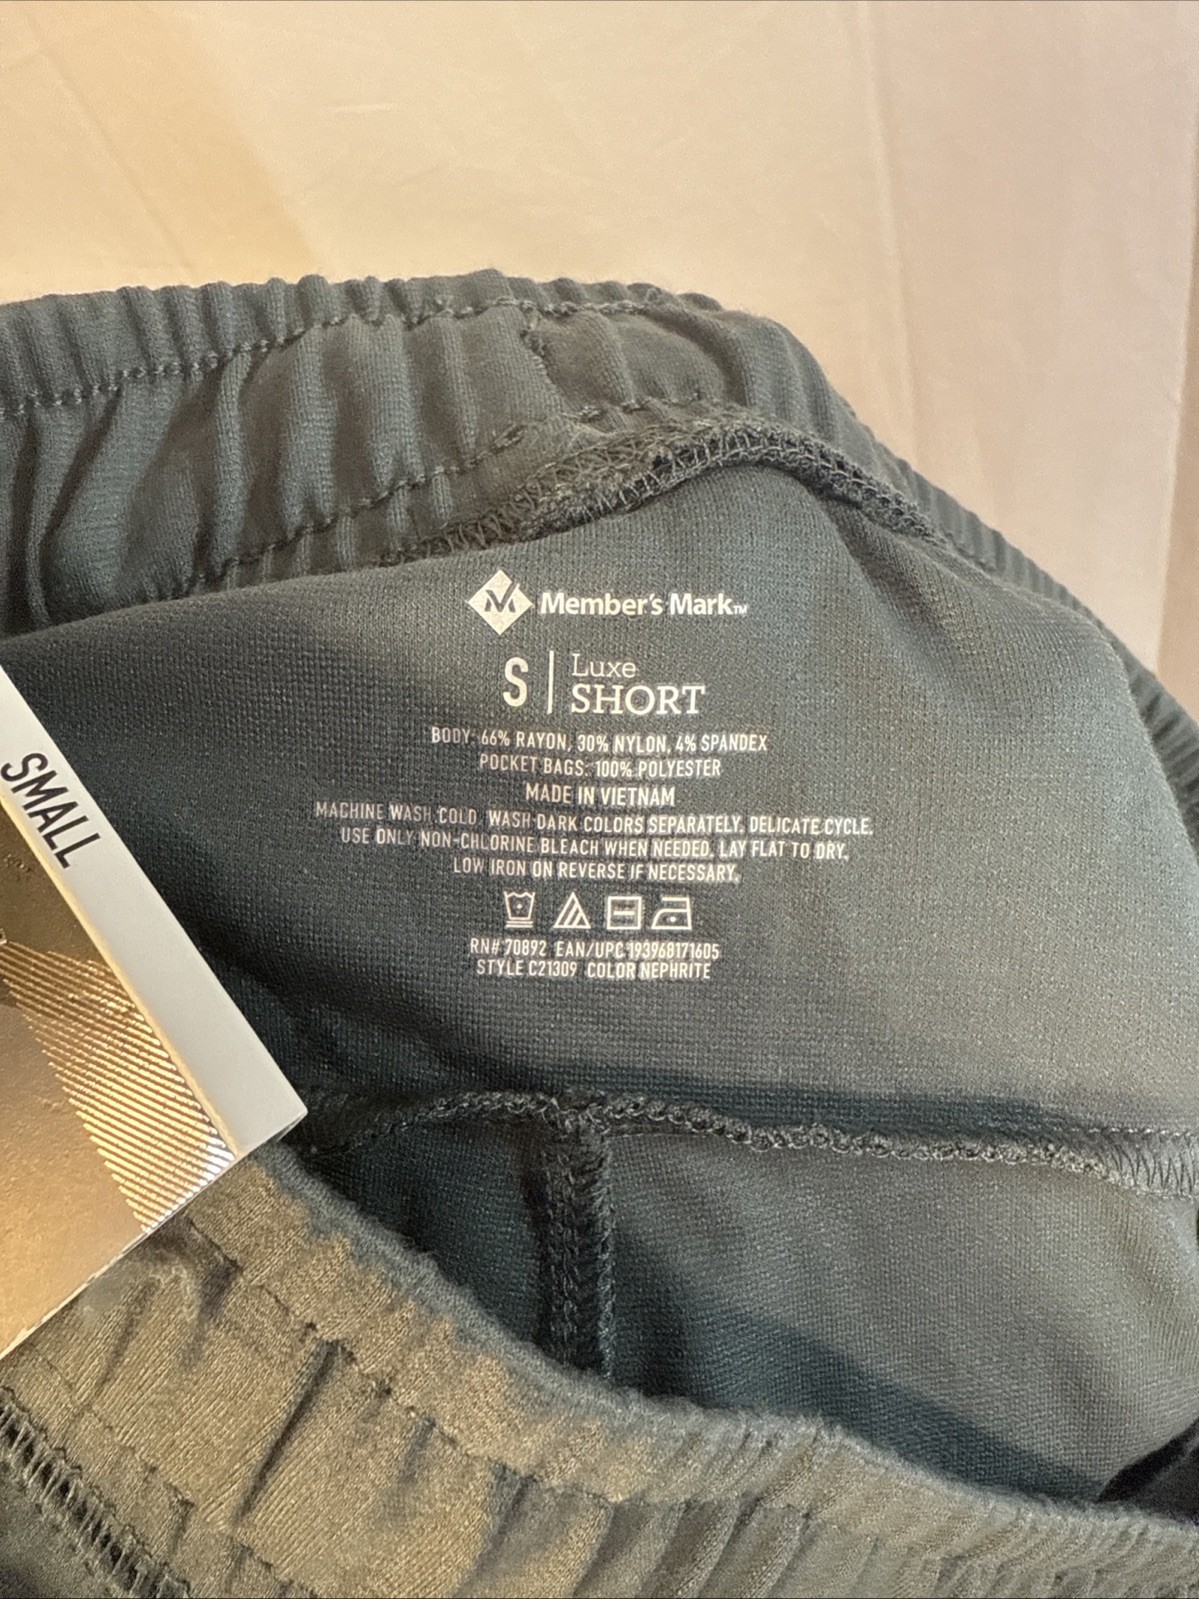 Member's Mark™
S | Luxe
SHORT
BODY: 66% RAYON, 30% NYLON, 4% SPANDEX
POCKET BAGS: 100% POLYESTER
MADE IN VIETNAM
MACHINE WASH COLD. WASH DARK COLORS SEPARATELY. DELICATE CYCLE.
USE ONLY NON-CHLORINE BLEACH WHEN NEEDED. LAY FLAT TO DRY.
LOW IRON ON REVERSE IF NECESSARY.
RN# 70892 EAN/UPC 193968171605
STYLE C21309 COLOR NEPHRITE
SMALL